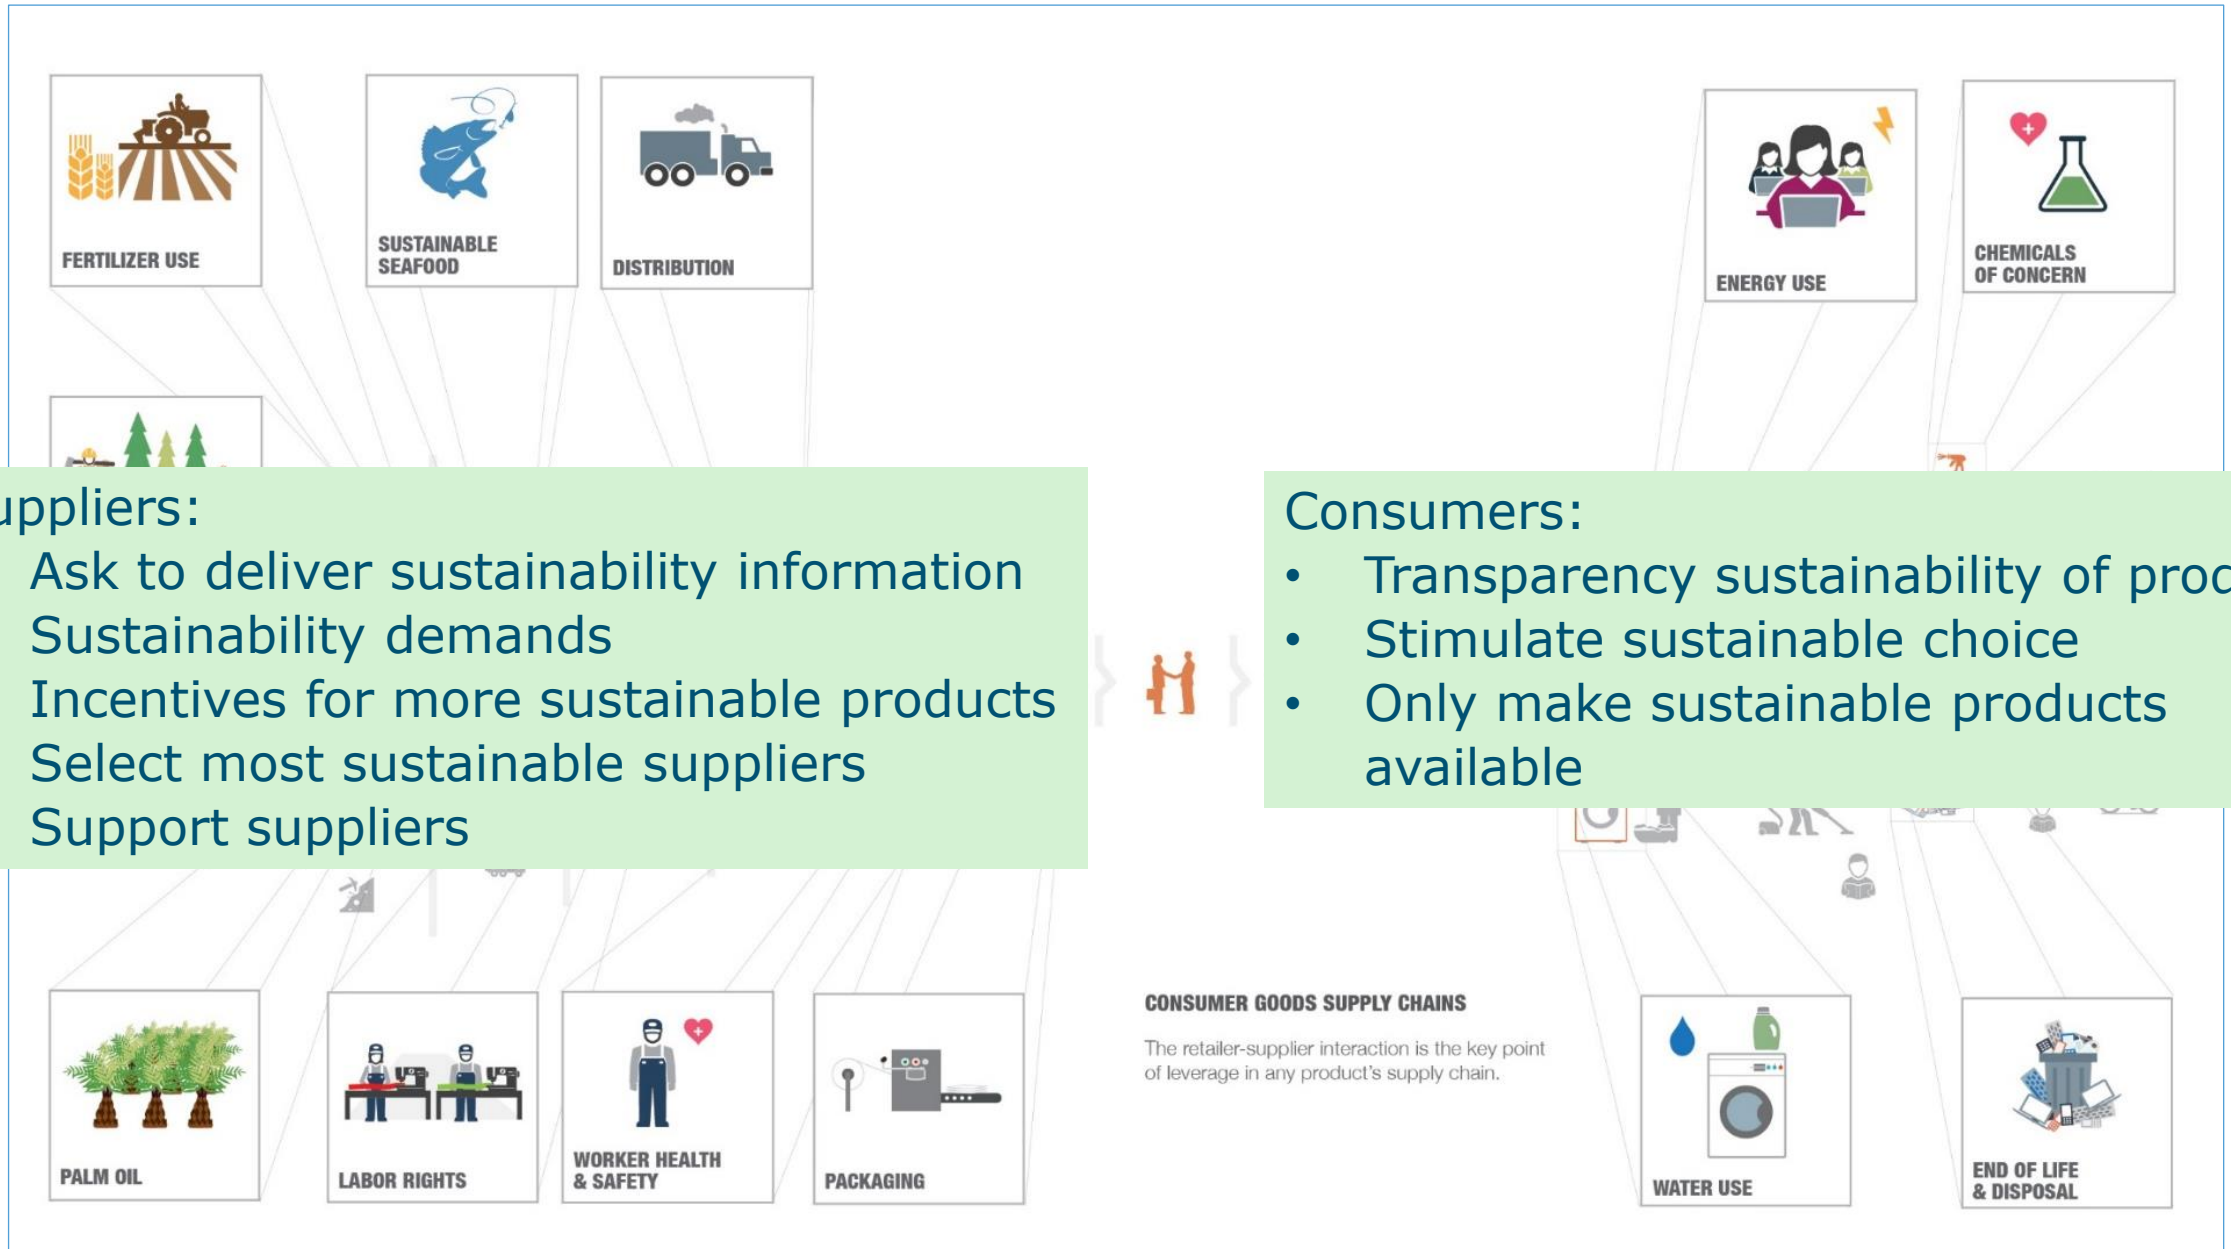 FERTILIZER USE
SUSTAINABLE
SEAFOOD
DISTRIBUTION
ENERGY USE
CHEMICALS
OF CONCERN
uppliers:
Ask to deliver sustainability information
Sustainability demands
Incentives for more sustainable products
Select most sustainable suppliers
Support suppliers
Consumers:
• Transparency sustainability of prod
• Stimulate sustainable choice
• Only make sustainable products
available
CONSUMER GOODS SUPPLY CHAINS
The retailer-supplier interaction is the key point
of leverage in any product's supply chain.
PALM OIL
LABOR RIGHTS
WORKER HEALTH
& SAFETY
PACKAGING
WATER USE
END OF LIFE
& DISPOSAL